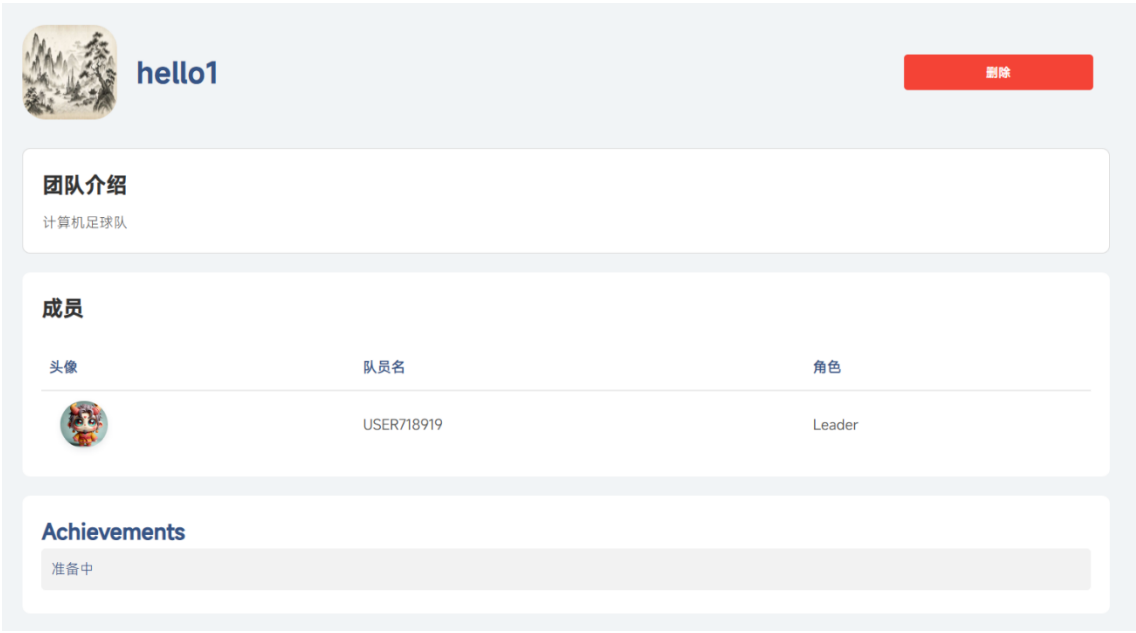 hello1
删除
团队介绍
计算机足球队
成员
头像 队员名 角色
USER718919 Leader
Achievements
准备中